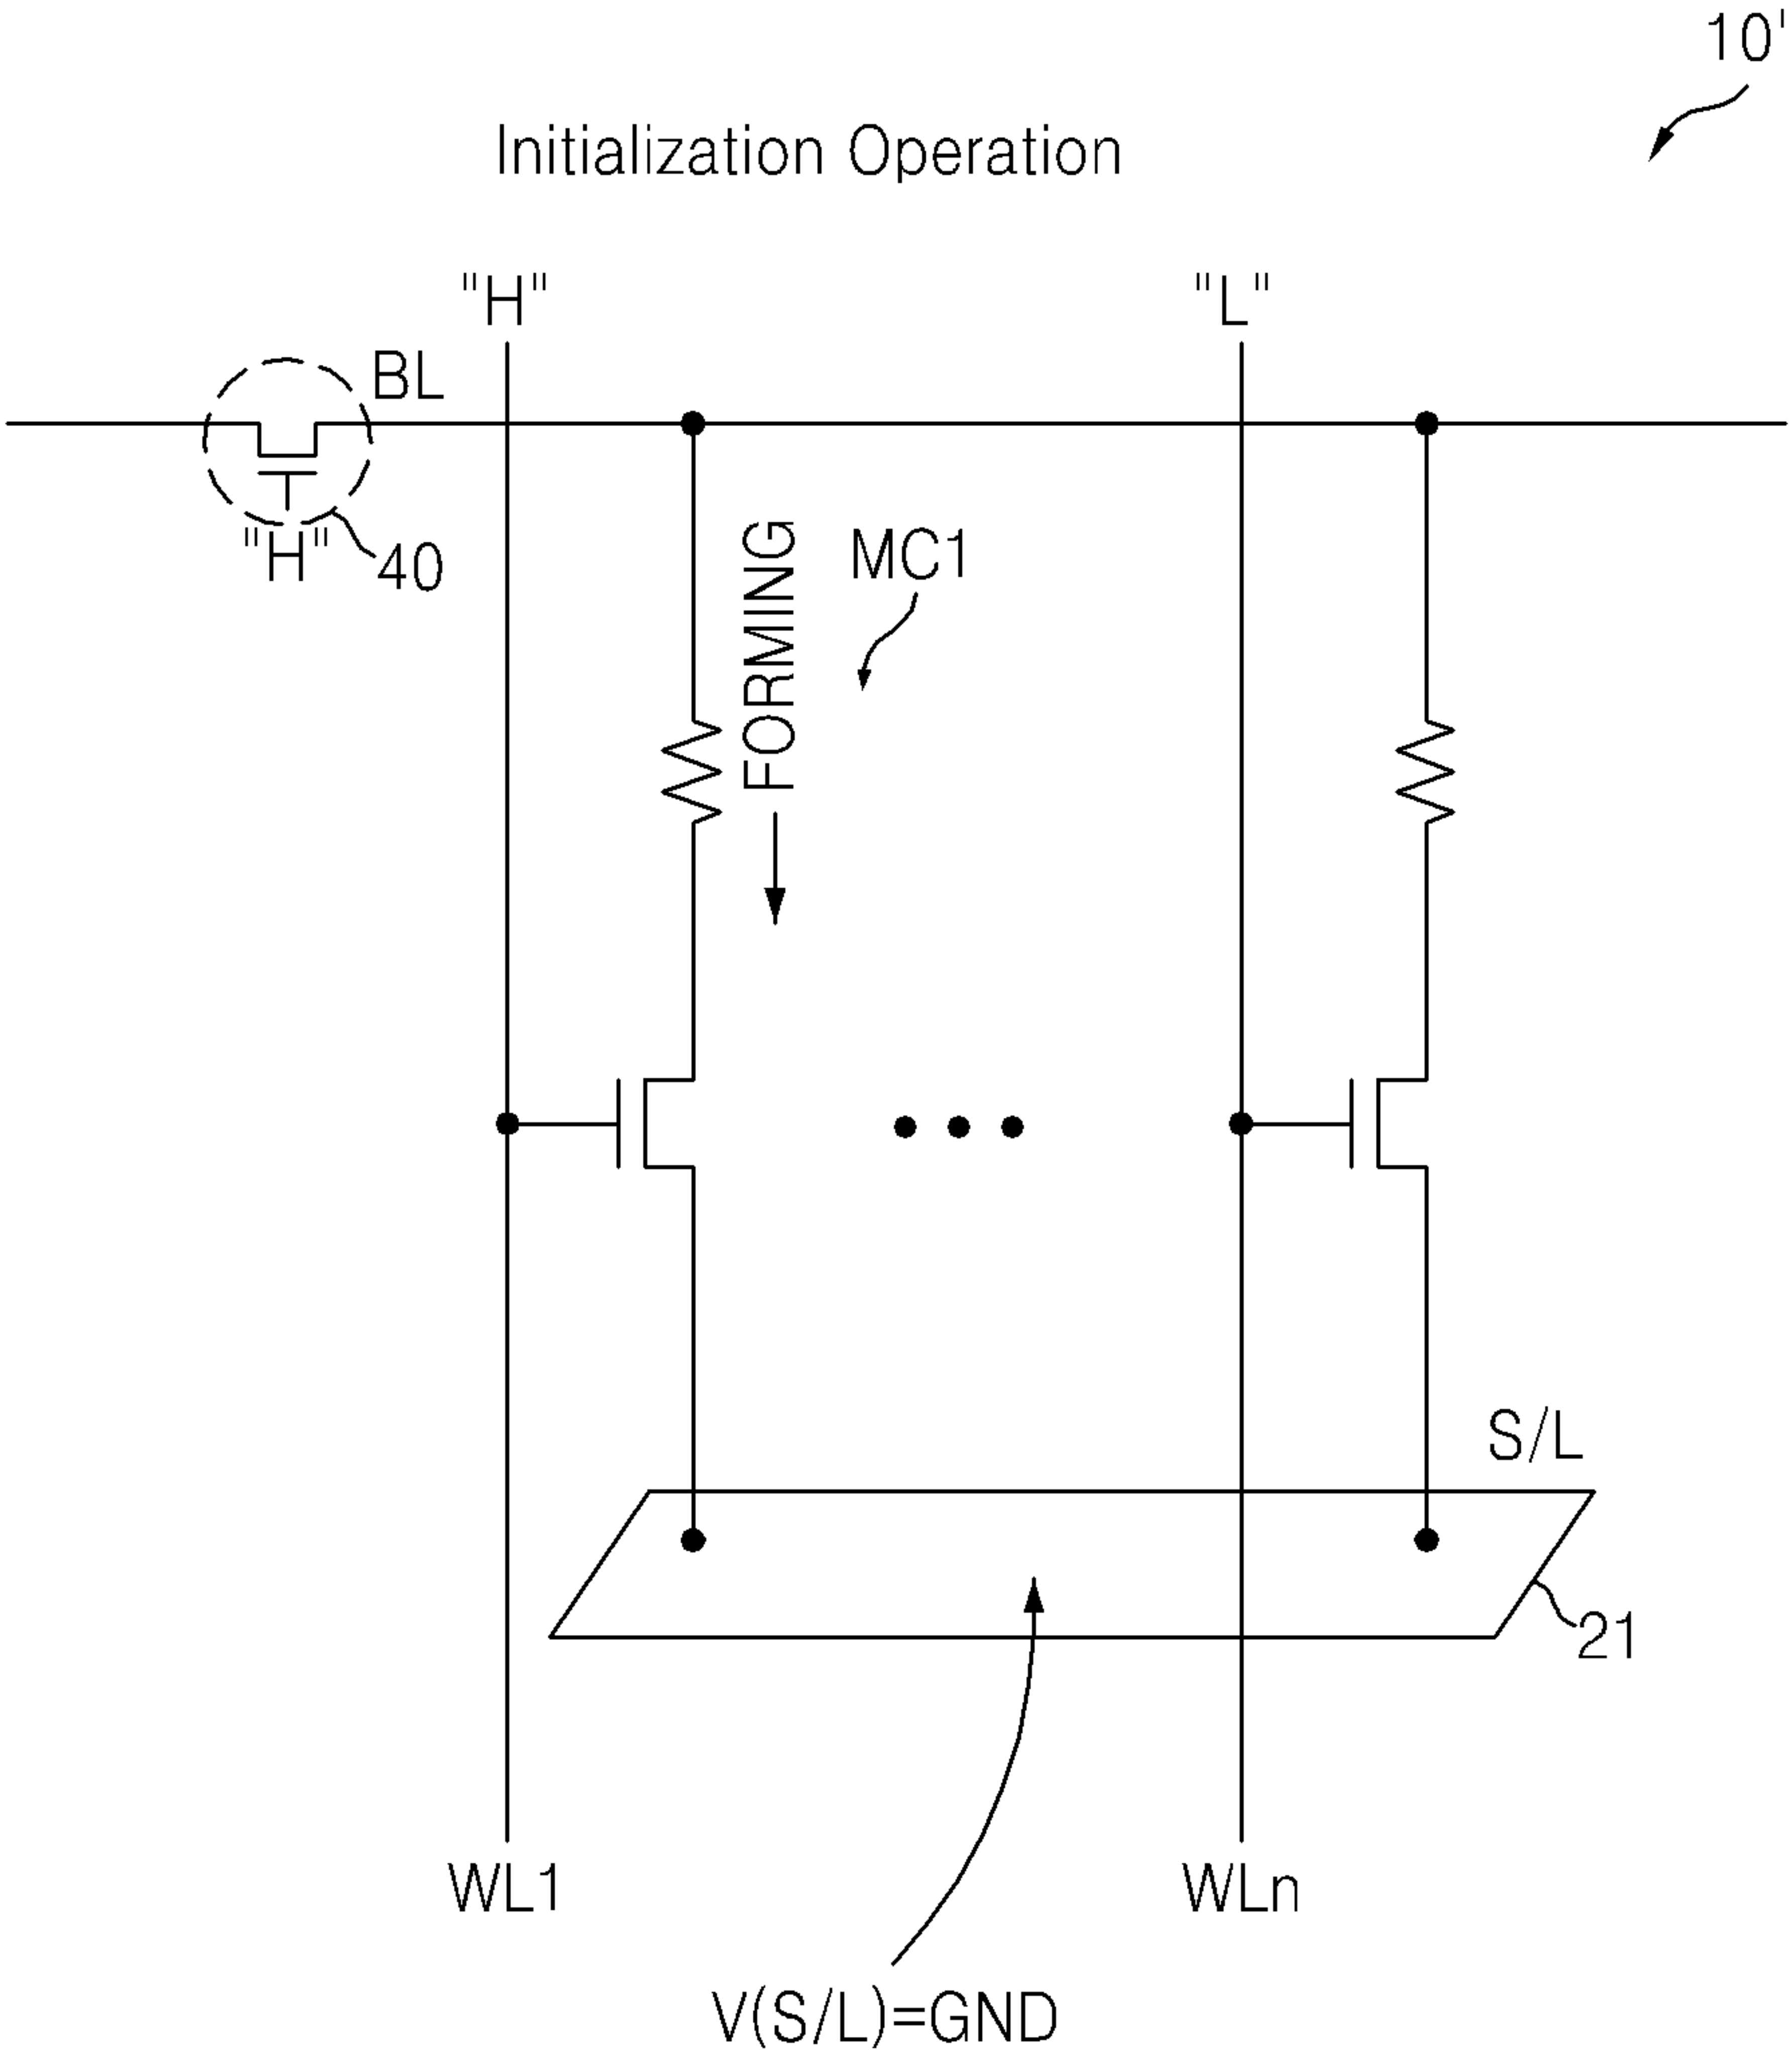 10'
Initialization Operation
"H"
"L"
BL
"H"
40
FORMING
MC1
S/L
21
WL1
WLn
V(S/L)=GND